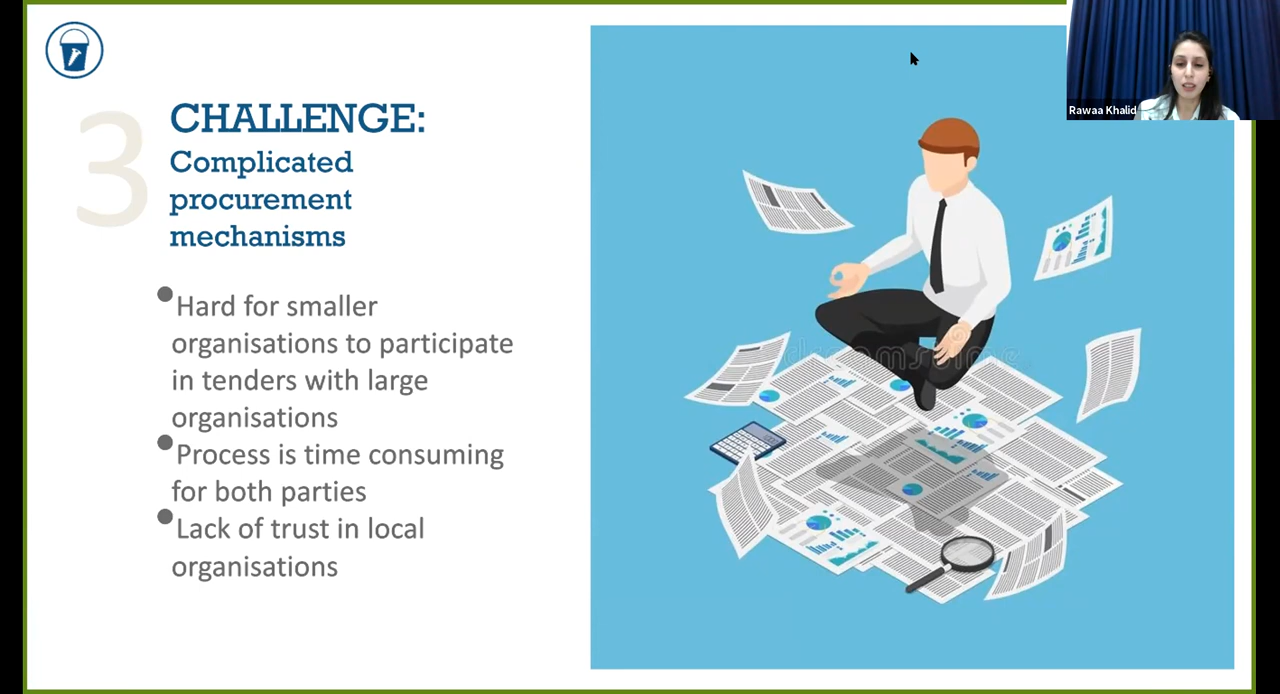 3
CHALLENGE:
Complicated
procurement
mechanisms
Hard for smaller
organisations to participate
in tenders with large
organisations
Process is time consuming
for both parties
Lack of trust in local
organisations
Rawaa Khalid